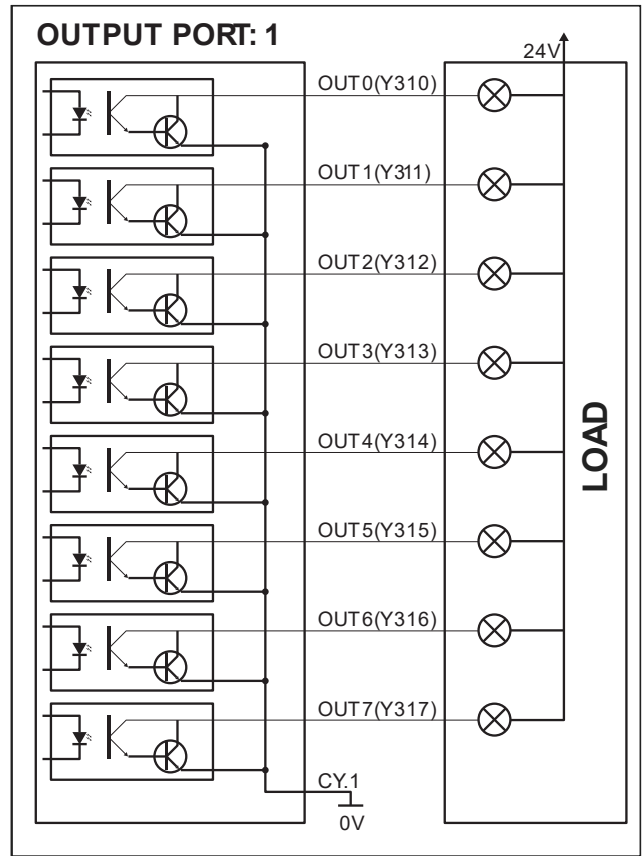 OUTPUT PORT: 1
24V
OUT0(Y310)
OUT1(Y311)
OUT2(Y312)
OUT3(Y313)
OUT4(Y314)
LOAD
OUT5(Y315)
OUT6(Y316)
OUT7(Y317)
CY.1
0V